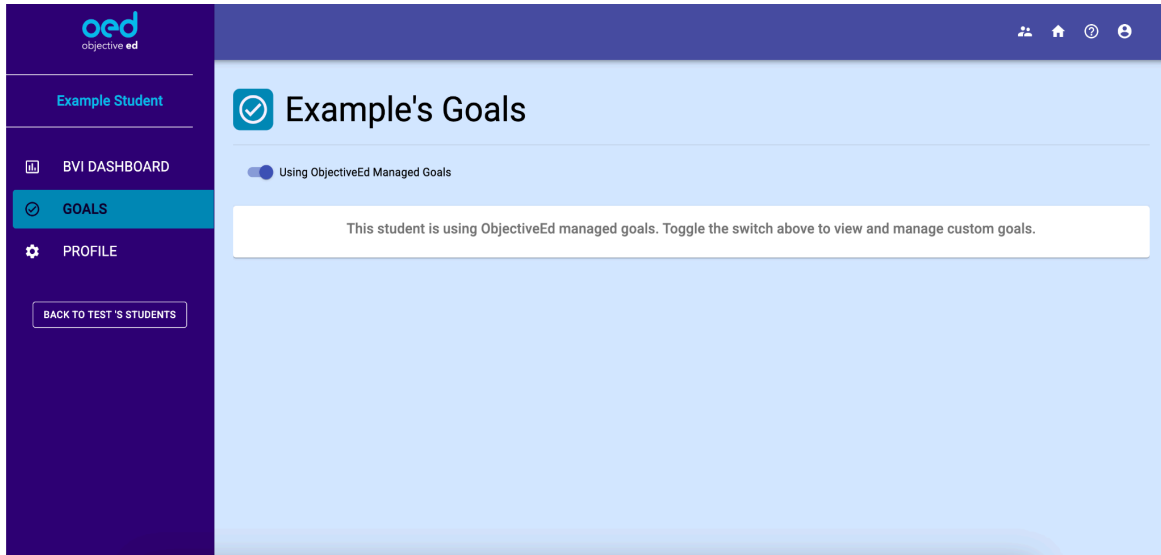 oed
objective ed
Example Student
BVI DASHBOARD
GOALS
PROFILE
BACK TO TEST 'S STUDENTS
Example's Goals
Using ObjectiveEd Managed Goals
This student is using ObjectiveEd managed goals. Toggle the switch above to view and manage custom goals.